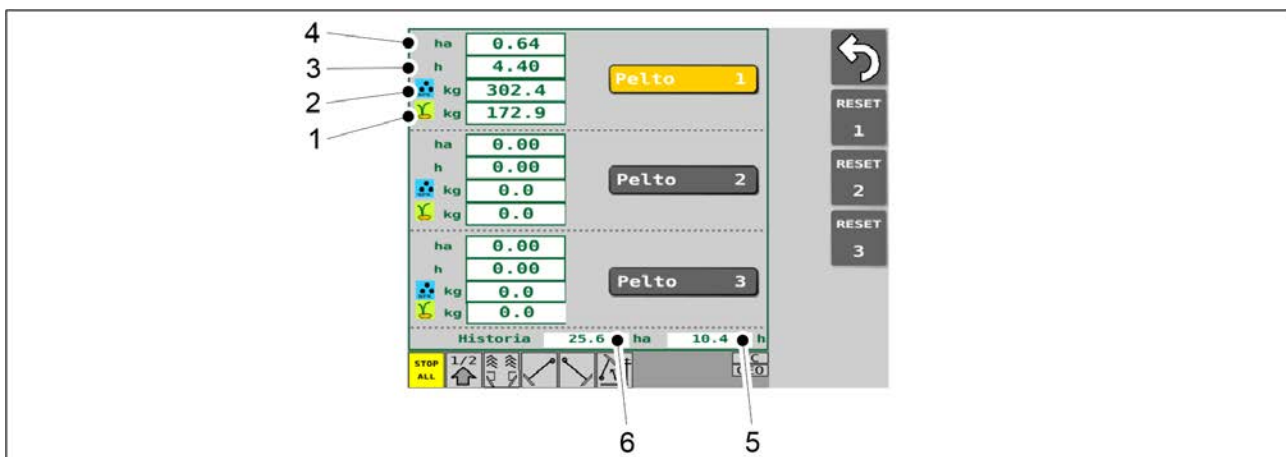 4 ha 0.64
3 h 4.40 Pelto 1
2 kg 302.4
1 kg 172.9
RESET
1
ha 0.00
h 0.00 Pelto 2
kg 0.0
kg 0.0
RESET
2
ha 0.00
h 0.00 Pelto 3
kg 0.0
kg 0.0
RESET
3
Historia 25.6 ha 10.4 h
STOP
ALL
1/2
6 5